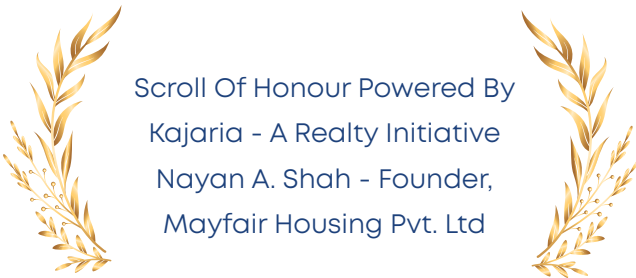 Scroll Of Honour Powered By
Kajaria - A Realty Initiative
Nayan A. Shah - Founder,
Mayfair Housing Pvt. Ltd